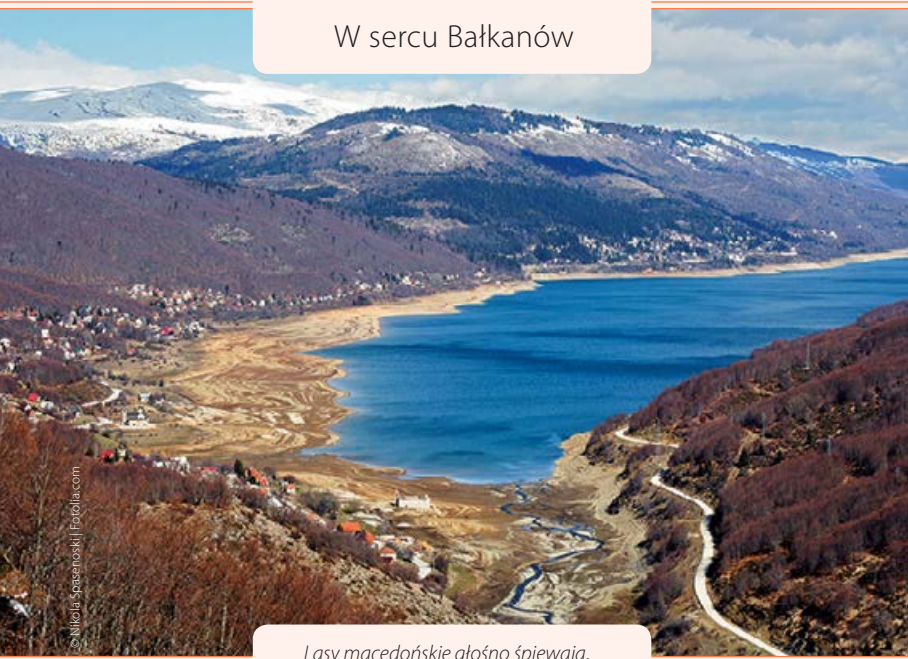 W sercu Bałkanów
© Nikola Spasenoski | Fotolia.com
Lasy macedońskie głośno śpiewają,